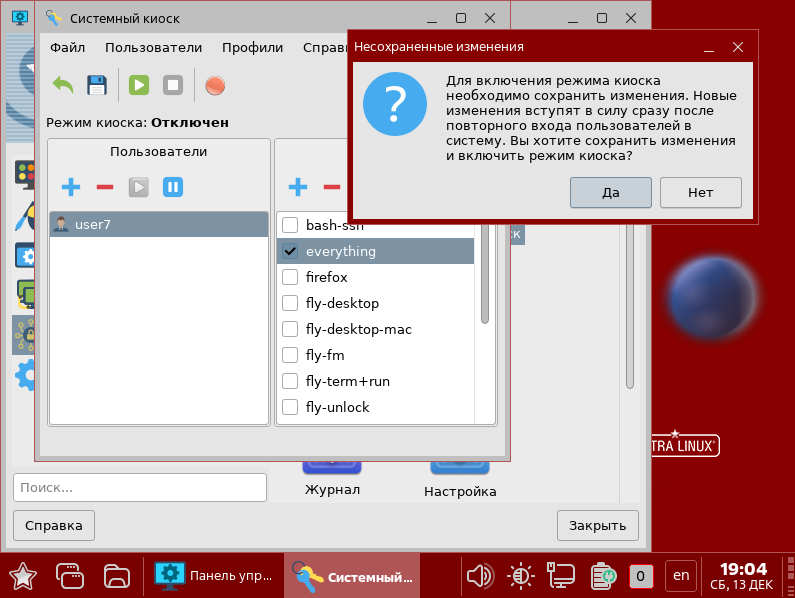 Системный киоск
Файл Пользователи Профили
Режим киоска: Отключен
Пользователи
user7
bash-ssh
everything
firefox
fly-desktop
fly-desktop-mac
fly-fm
fly-term+run
fly-unlock
Несохраненные изменения
Для включения режима киоска
необходимо сохранить изменения. Новые
изменения вступят в силу сразу после
повторного входа пользователей в
систему. Вы хотите сохранить изменения
и включить режим киоска?
Да Нет
Журнал Настройка
Поиск...
Справка Закрыть
TRA LINUX
Панель упр... Системный... 0 en 19:04
СБ, 13 ДЕК